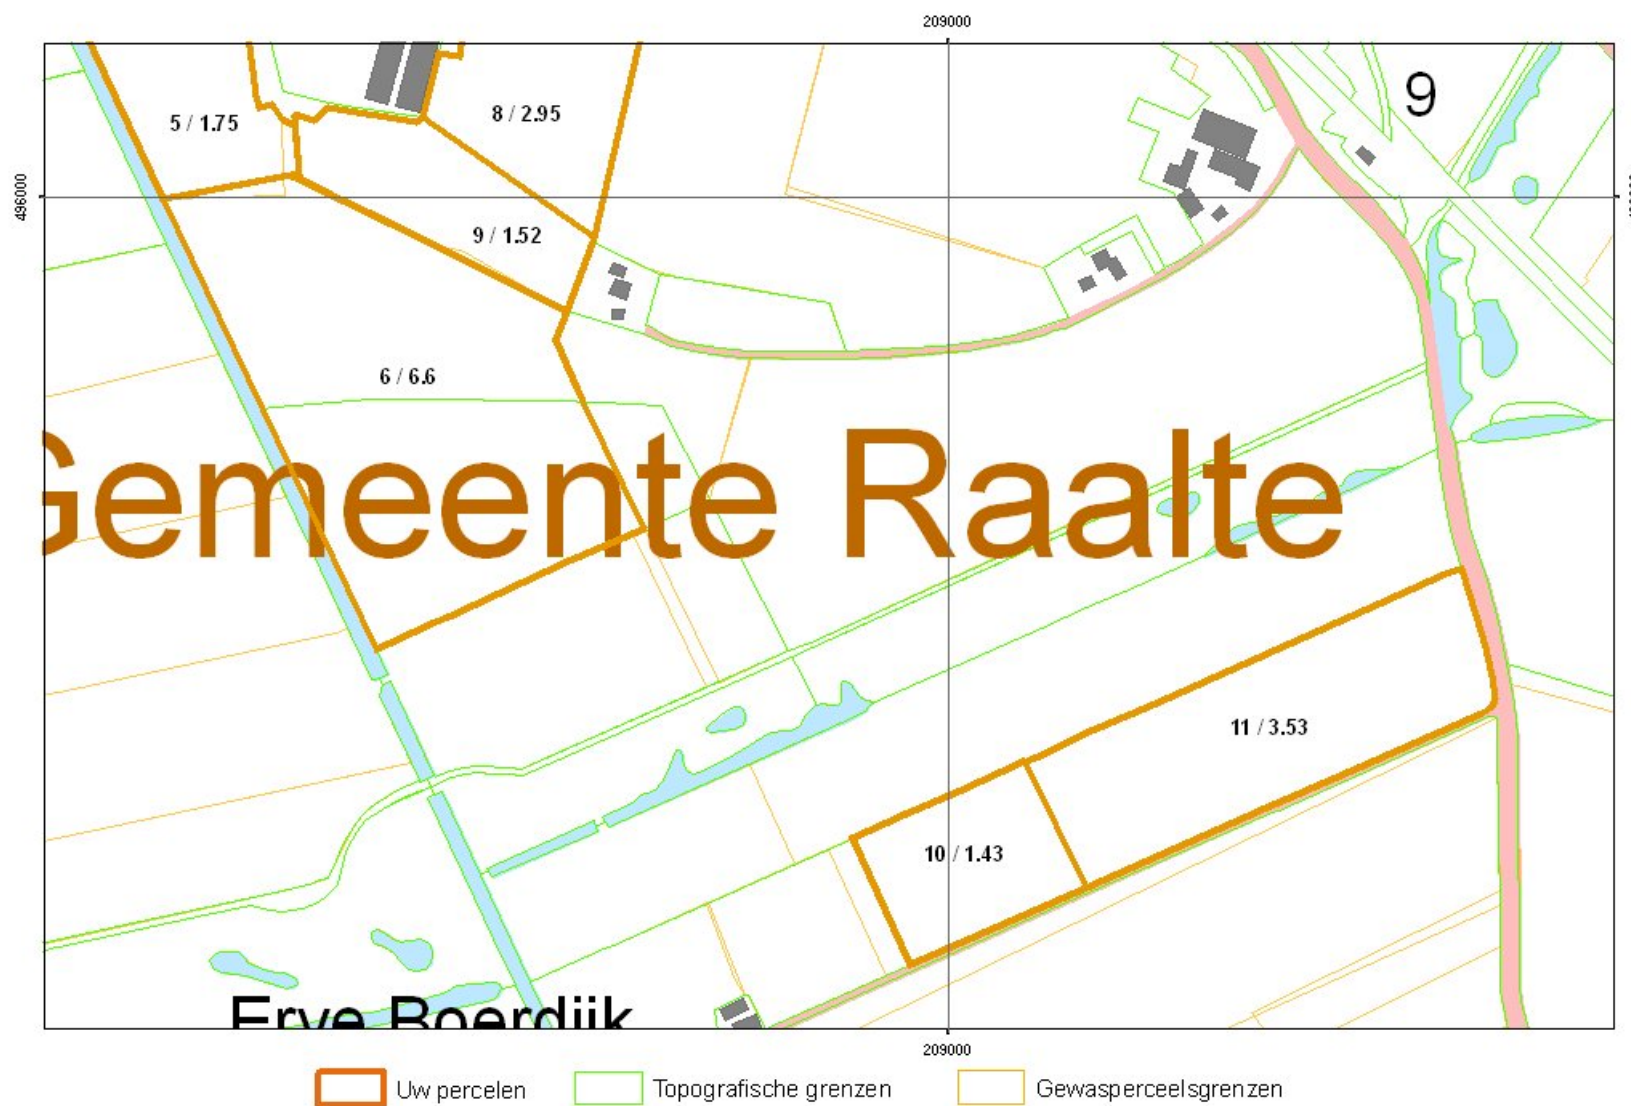 209000
9
8 / 2.95
5 / 1.75
496000
9 / 1.52
6 / 6.6
Gemeente Raalte
11 / 3.53
10 / 1.43
Erve Boerdijk
209000
Uw percelen
Topografische grenzen
Gewasperceelsgrenzen